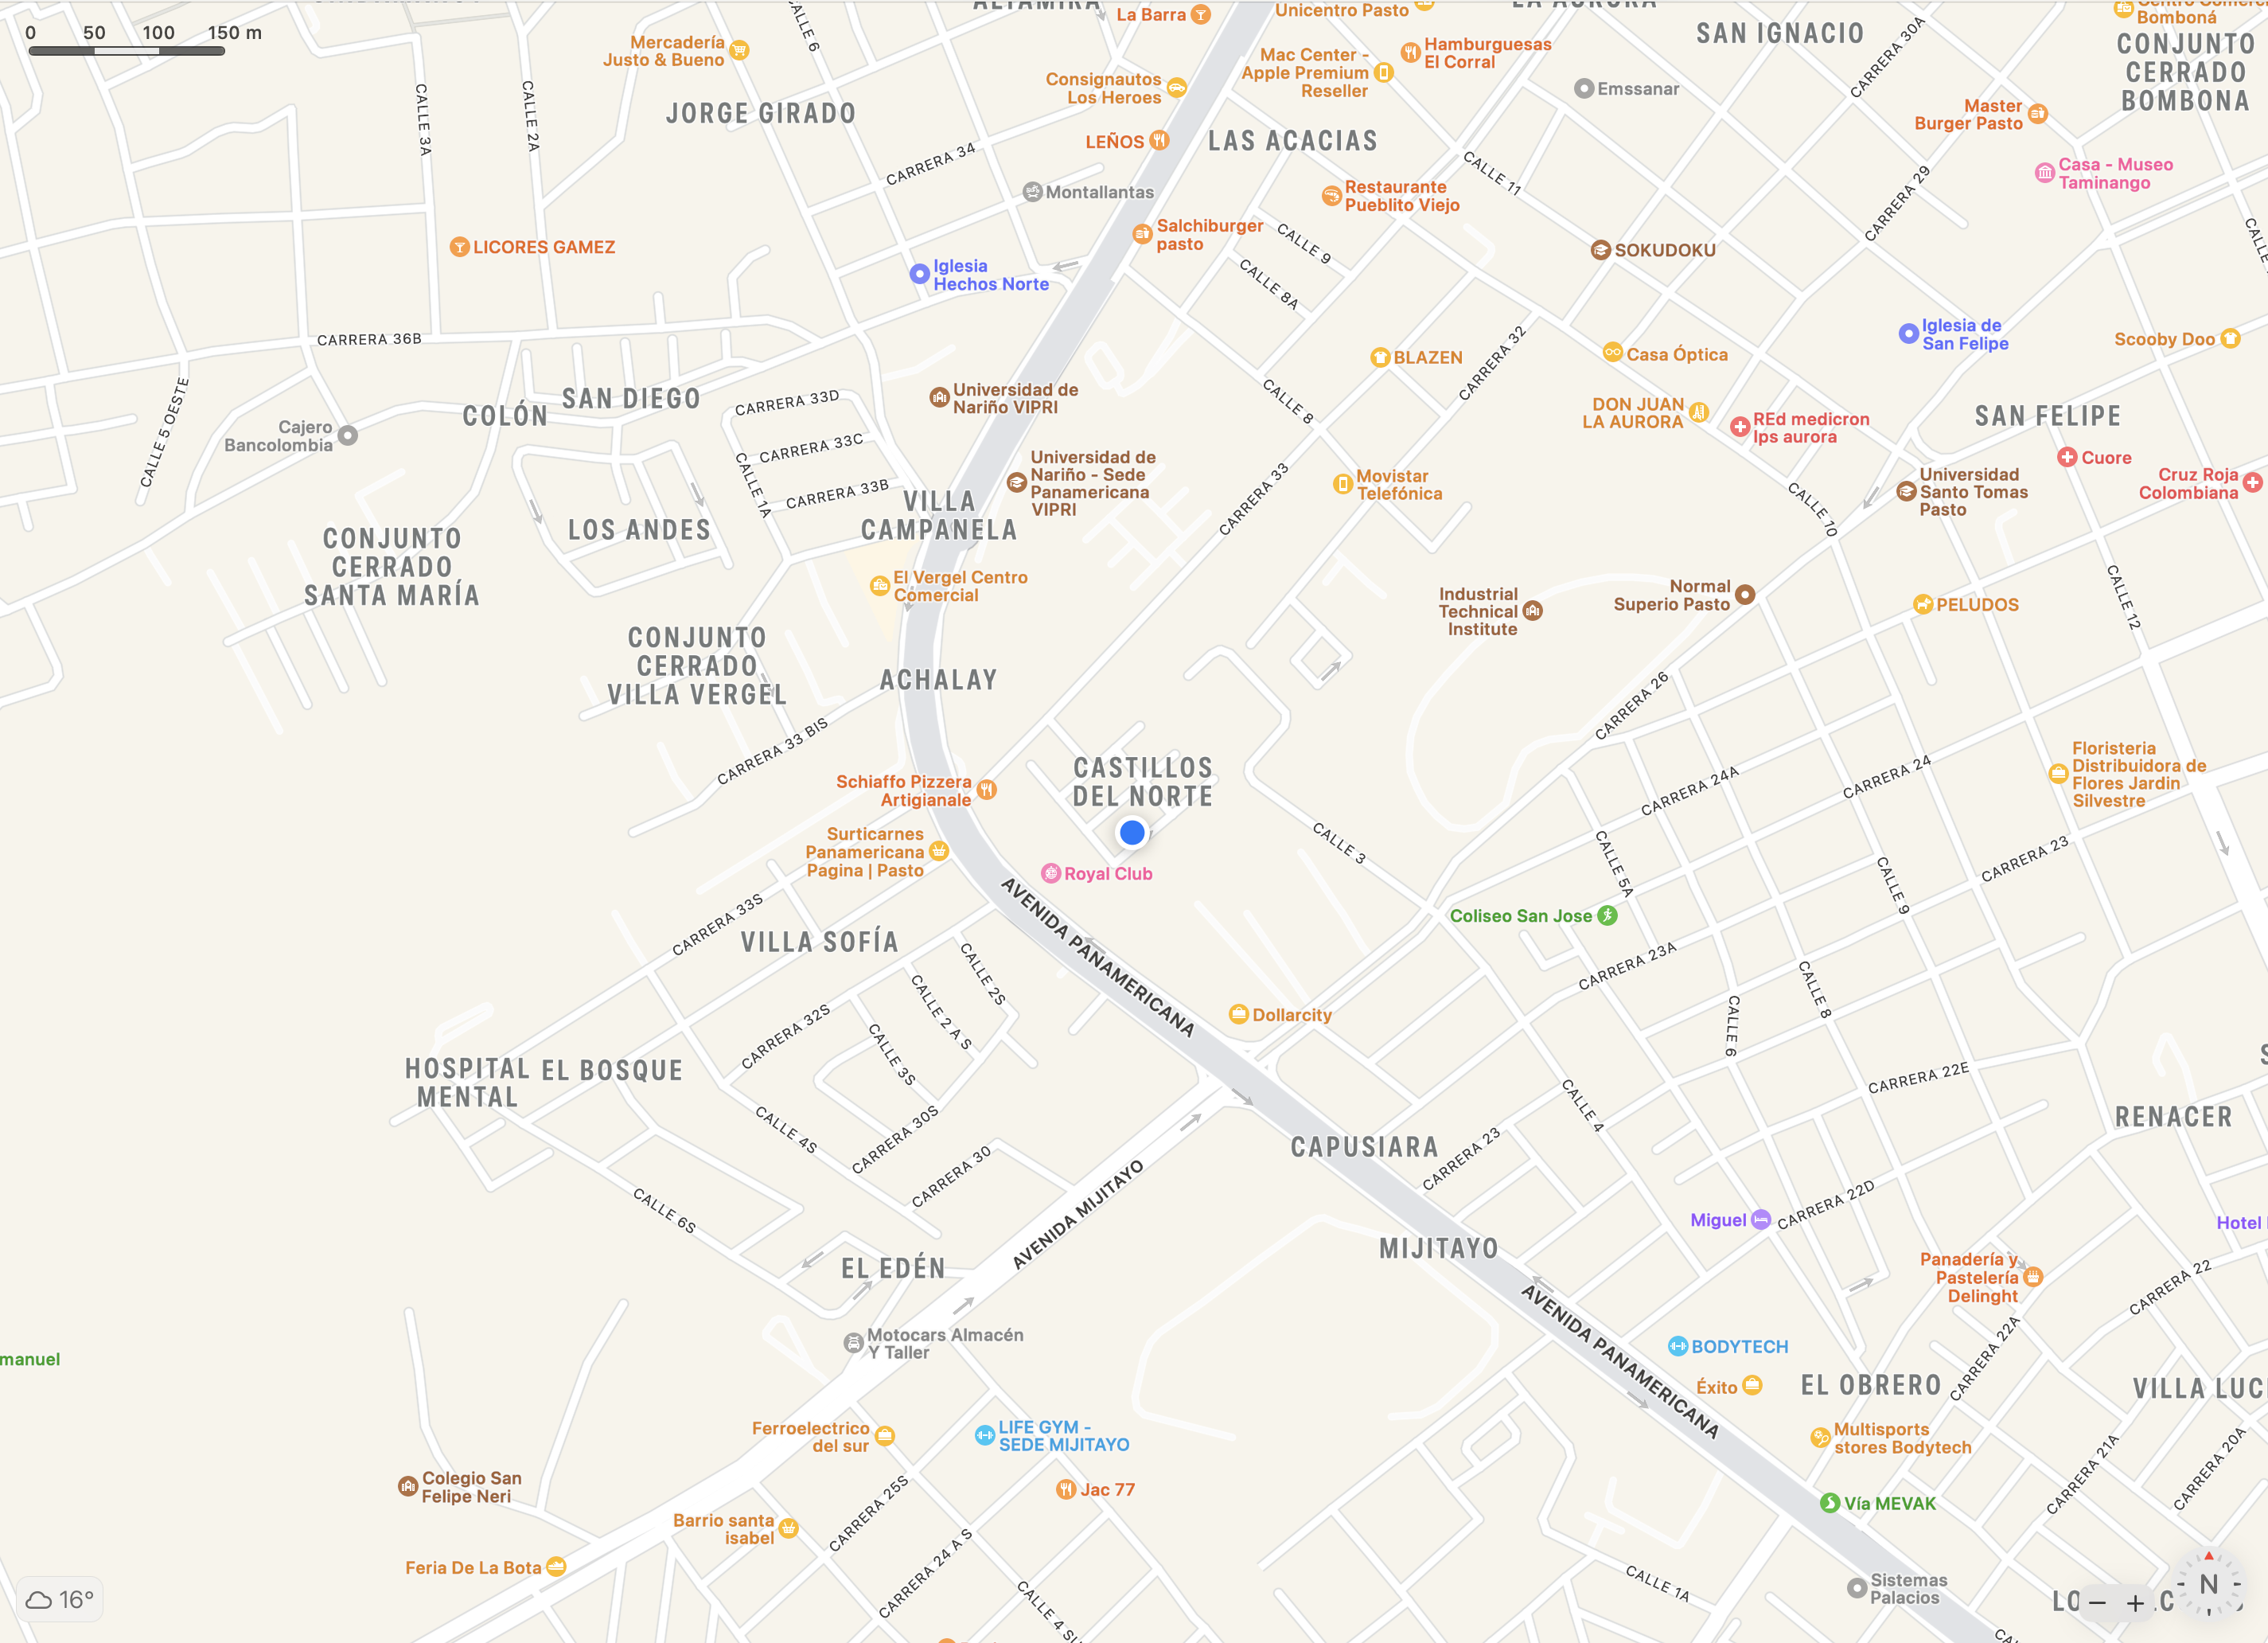 0 50 100 150 m
ALTAMIRA
La Barra
Unicentro Pasto
LA AURORA
Bomboná
CALLE 6
Mercadería
Justo & Bueno
Mac Center -
Apple Premium
Reseller
Hamburguesas
El Corral
SAN IGNACIO
CARRERA 30A
CONJUNTO
CERRADO
BOMBONA
Consignautos
Los Heroes
Emssanar
JORGE GIRADO
CALLE 3A
CALLE 2A
LEÑOS
LAS ACACIAS
Master
Burger Pasto
CARRERA 34
CALLE 11
Casa - Museo
Taminango
Montallantas
Restaurante
Pueblito Viejo
CARRERA 29
Salchiburger
pasto
CALLE 9
SOKUDOKU
LICORES GAMEZ
Iglesia
Hechos Norte
CALLE 8A
CARRERA 36B
Iglesia de
San Felipe
Scooby Doo
BLAZEN
CARRERA 32
Casa Óptica
CALLE 5 OESTE
COLÓN
SAN DIEGO
CARRERA 33D
Universidad de
Nariño VIPRI
CALLE 8
DON JUAN
LA AURORA
REd medicron
Ips aurora
SAN FELIPE
Cajero
Bancolombia
CARRERA 33C
CALLE 1A
CARRERA 33B
Universidad de
Nariño - Sede
Panamericana
VIPRI
CARRERA 33
Movistar
Telefónica
CALLE 10
Universidad
Santo Tomas
Pasto
Cuore
Cruz Roja
Colombiana
VILLA
CAMPANELA
LOS ANDES
CONJUNTO
CERRADO
SANTA MARÍA
El Vergel Centro
Comercial
Industrial
Technical
Institute
Normal
Superio Pasto
PELUDOS
CALLE 12
CONJUNTO
CERRADO
VILLA VERGEL
ACHALAY
CARRERA 26
CARRERA 33 BIS
CASTILLOS
DEL NORTE
CARRERA 24A
CARRERA 24
Floristeria
Distribuidora de
Flores Jardin
Silvestre
Schiaffo Pizzera
Artigianale
Surticarnes
Panamericana
Pagina | Pasto
CALLE 3
CALLE 5A
CALLE 9
CARRERA 23
Royal Club
CARRERA 33S
VILLA SOFÍA
AVENIDA PANAMERICANA
Coliseo San Jose
CARRERA 23A
CALLE 2S
CALLE 2 A S
CARRERA 32S
CALLE 3S
Dollarcity
CALLE 8
CALLE 6
HOSPITAL
MENTAL
EL BOSQUE
CARRERA 22E
CALLE 4
RENACER
CALLE 4S
CARRERA 30S
CARRERA 30
CAPUSIARA
CARRERA 23
CALLE 6S
AVENIDA MIJITAYO
Miguel
CARRERA 22D
Hotel
MIJITAYO
EL EDÉN
Panadería y
Pastelería
Delinght
CARRERA 22
Motocars Almacén
Y Taller
AVENIDA PANAMERICANA
manuel
BODYTECH
CARRERA 22A
Éxito
EL OBRERO
VILLA LUC
Ferroelectrico
del sur
LIFE GYM -
SEDE MIJITAYO
Multisports
stores Bodytech
CARRERA 21A
CARRERA 20A
Colegio San
Felipe Neri
Jac 77
CARRERA 25S
Vía MEVAK
Barrio santa
isabel
Feria De La Bota
CARRERA 24 A S
CALLE 1A
Sistemas
Palacios
16°
N
− +